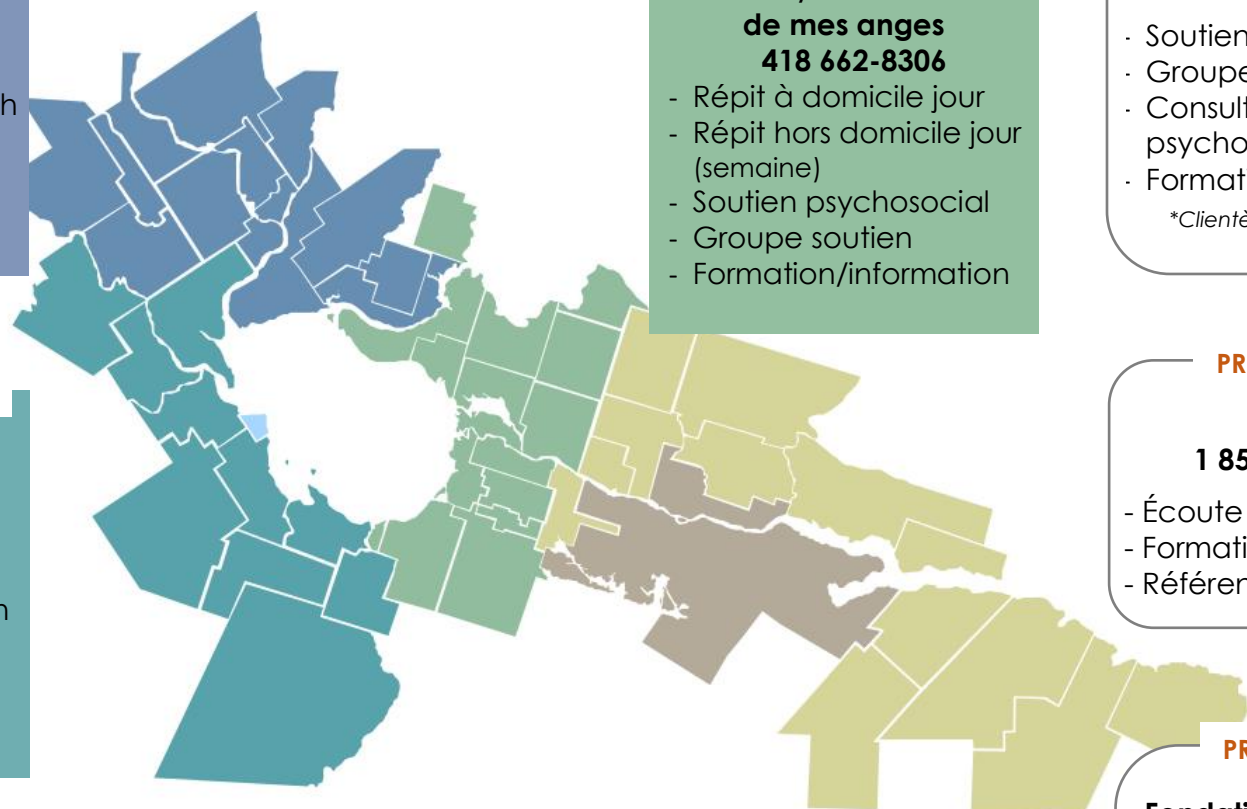 h
n
de mes anges
418 662-8306
- Répit à domicile jour
- Répit hors domicile jour
(semaine)
- Soutien psychosocial
- Groupe soutien
- Formation/information
· Soutien
· Groupe
· Consult
psycho
· Format
*Clientè
PR
1 85
- Écoute
- Formati
- Référen
PR
Fondati